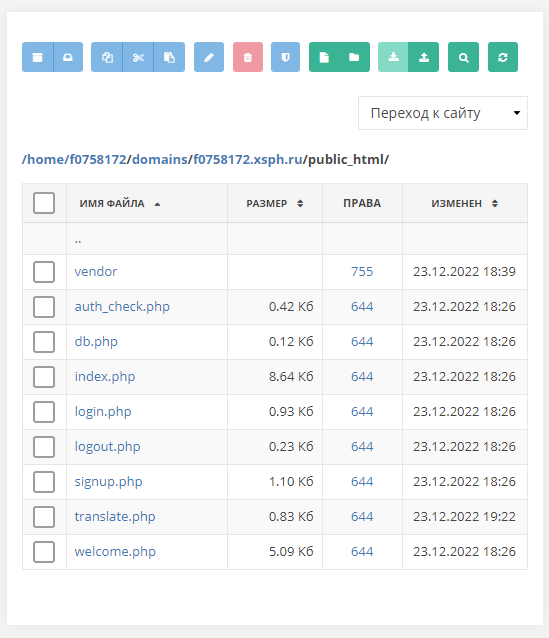 Переход к сайту
/home/f0758172/domains/f0758172.xsph.ru/public_html/
ИМЯ ФАЙЛА РАЗМЕР ПРАВА ИЗМЕНЕН
..
vendor 755 23.12.2022 18:39
auth_check.php 0.42 Кб 644 23.12.2022 18:26
db.php 0.12 Кб 644 23.12.2022 18:26
index.php 8.64 Кб 644 23.12.2022 18:26
login.php 0.93 Кб 644 23.12.2022 18:26
logout.php 0.23 Кб 644 23.12.2022 18:26
signup.php 1.10 Кб 644 23.12.2022 18:26
translate.php 0.83 Кб 644 23.12.2022 19:22
welcome.php 5.09 Кб 644 23.12.2022 18:26